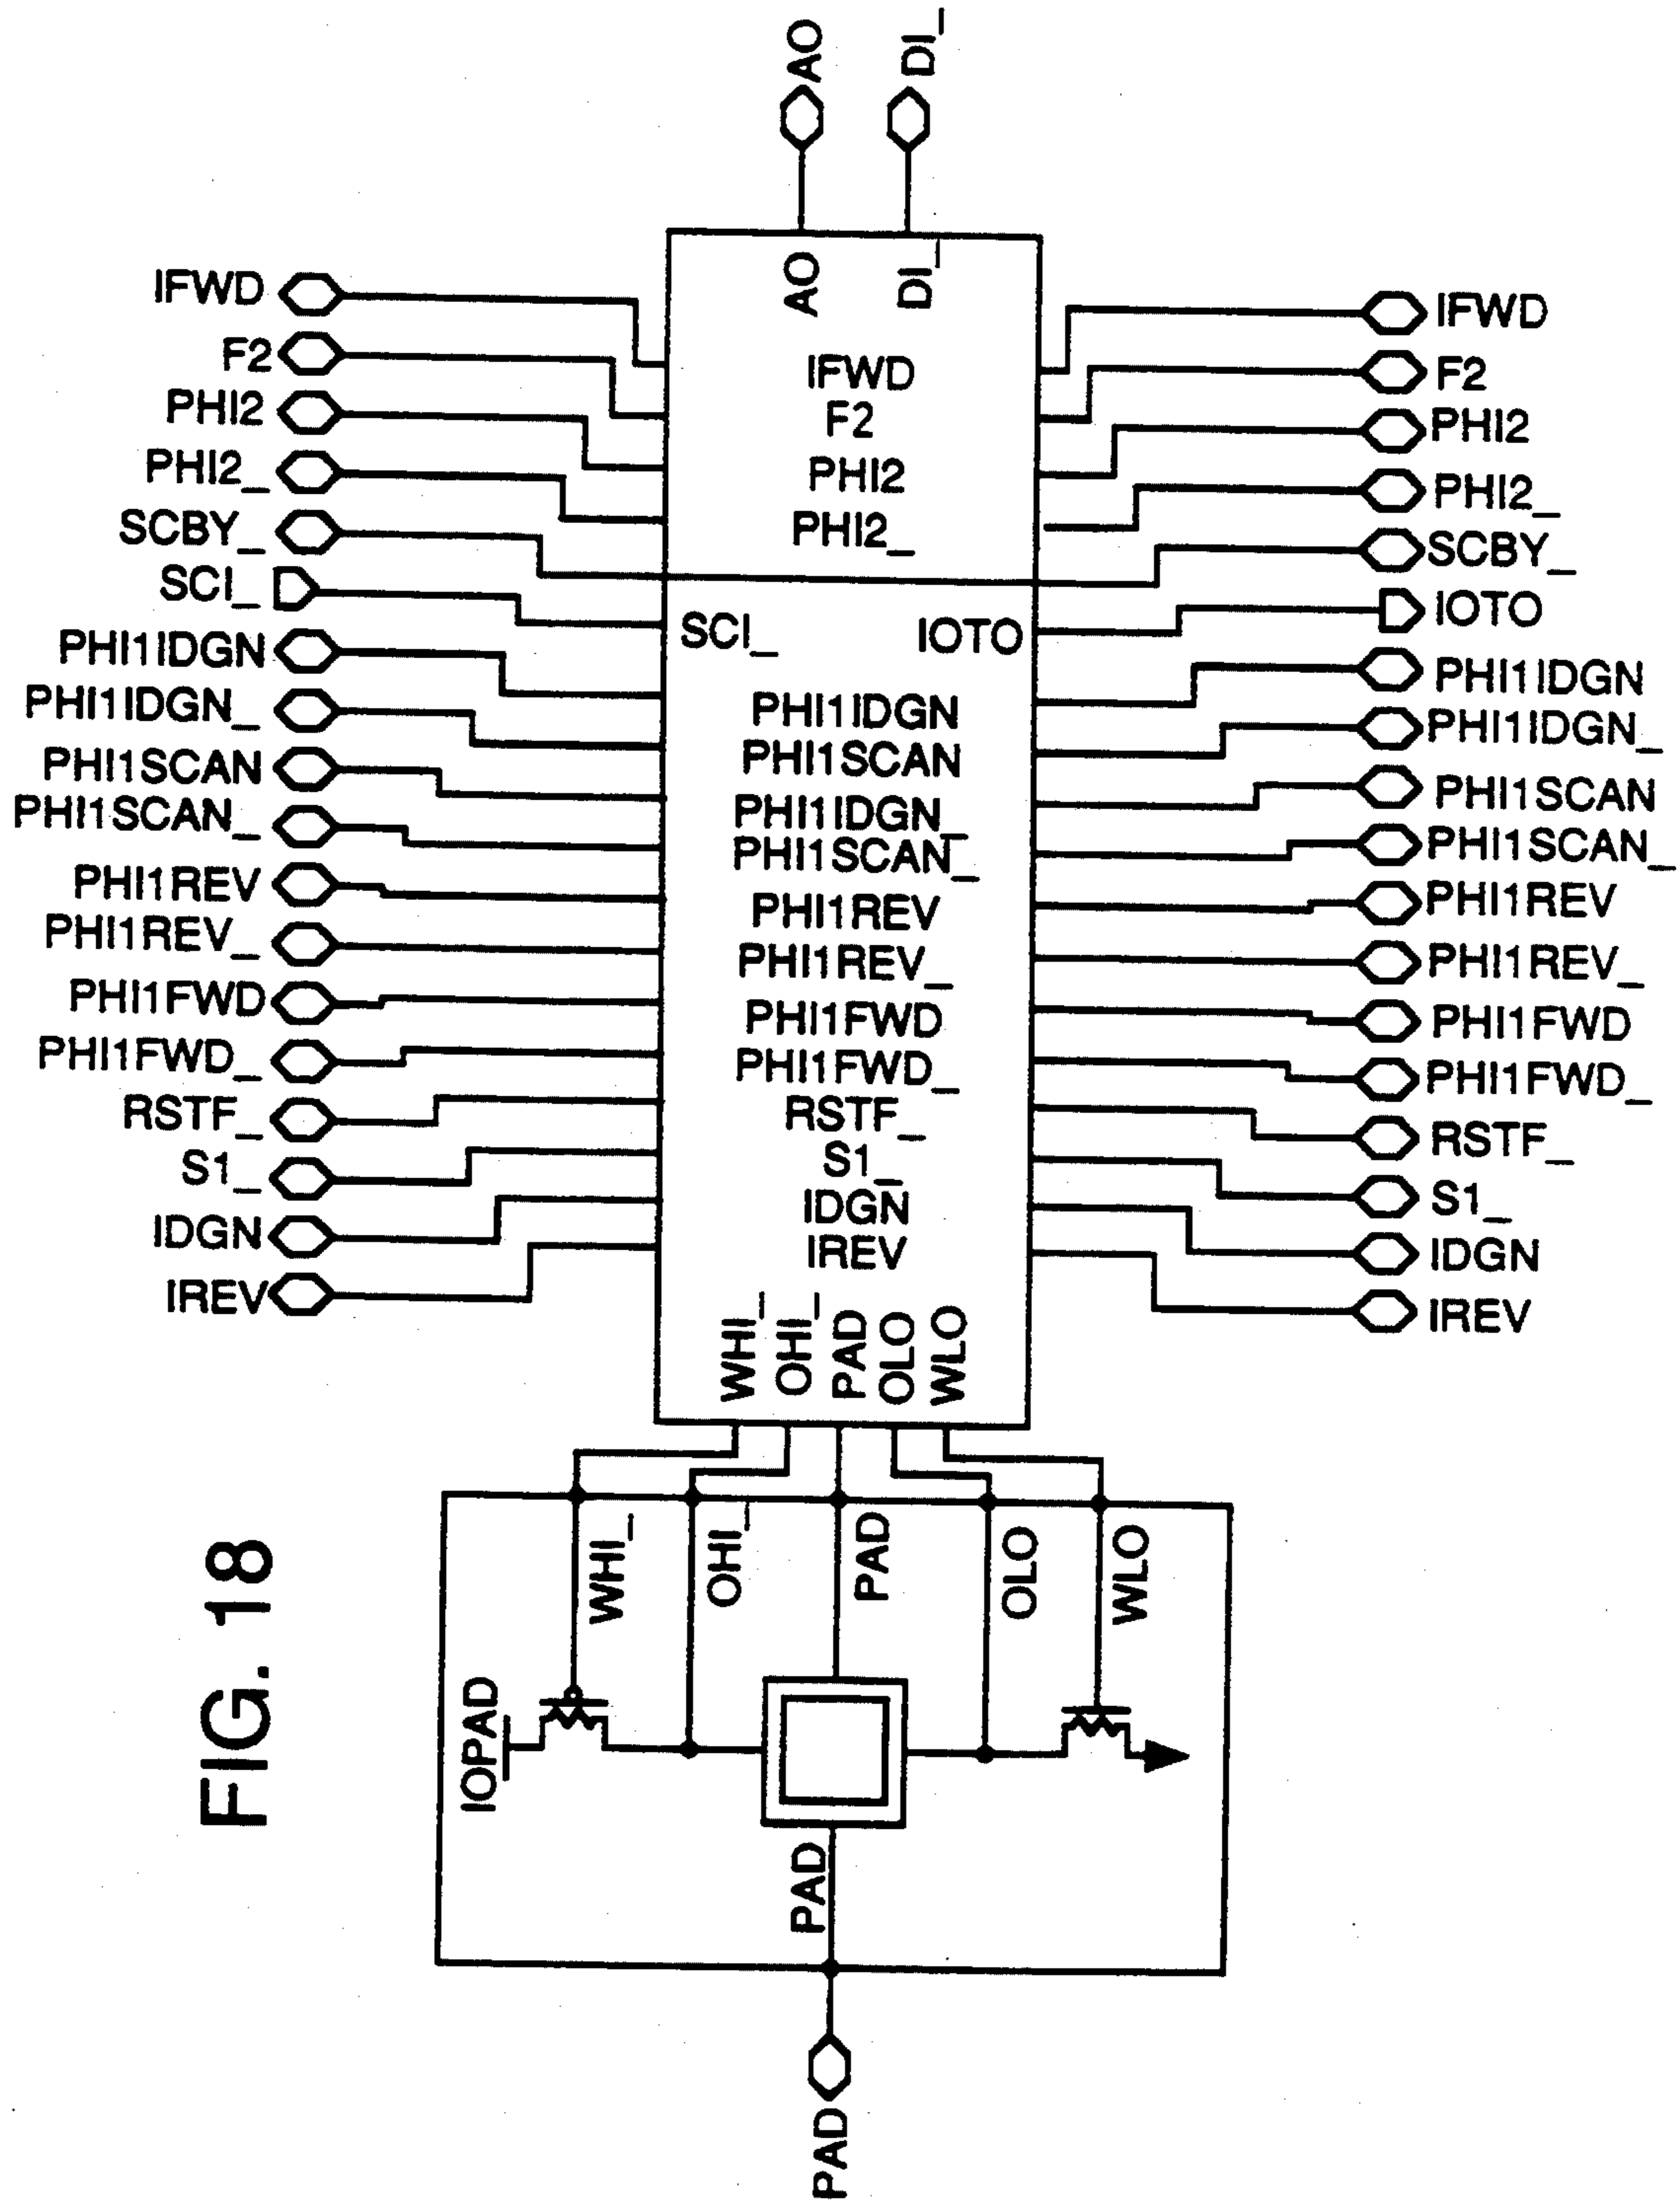 FIG. 18
AO
DI_
AO
DI_
IFWD
F2
PHI2
PHI2_
SCBY_
SCI_
PHI1IDGN
PHI1IDGN_
PHI1SCAN
PHI1SCAN_
PHI1REV
PHI1REV_
PHI1FWD
PHI1FWD_
RSTF_
S1_
IDGN
IREV
IFWD
F2
PHI2
PHI2_
SCI_ IOTO
PHI1IDGN
PHI1SCAN
PHI1IDGN_
PHI1SCAN_
PHI1REV
PHI1REV_
PHI1FWD
PHI1FWD_
RSTF_
S1_
IDGN
IREV
IFWD
F2
PHI2
PHI2_
SCBY_
IOTO
PHI1IDGN
PHI1IDGN_
PHI1SCAN
PHI1SCAN_
PHI1REV
PHI1REV_
PHI1FWD
PHI1FWD_
RSTF_
S1_
IDGN
IREV
WHI_
OHI_
PAD
OLO
WLO
WHI_
OHI_
PAD
OLO
WLO
IOPAD
PAD
PAD